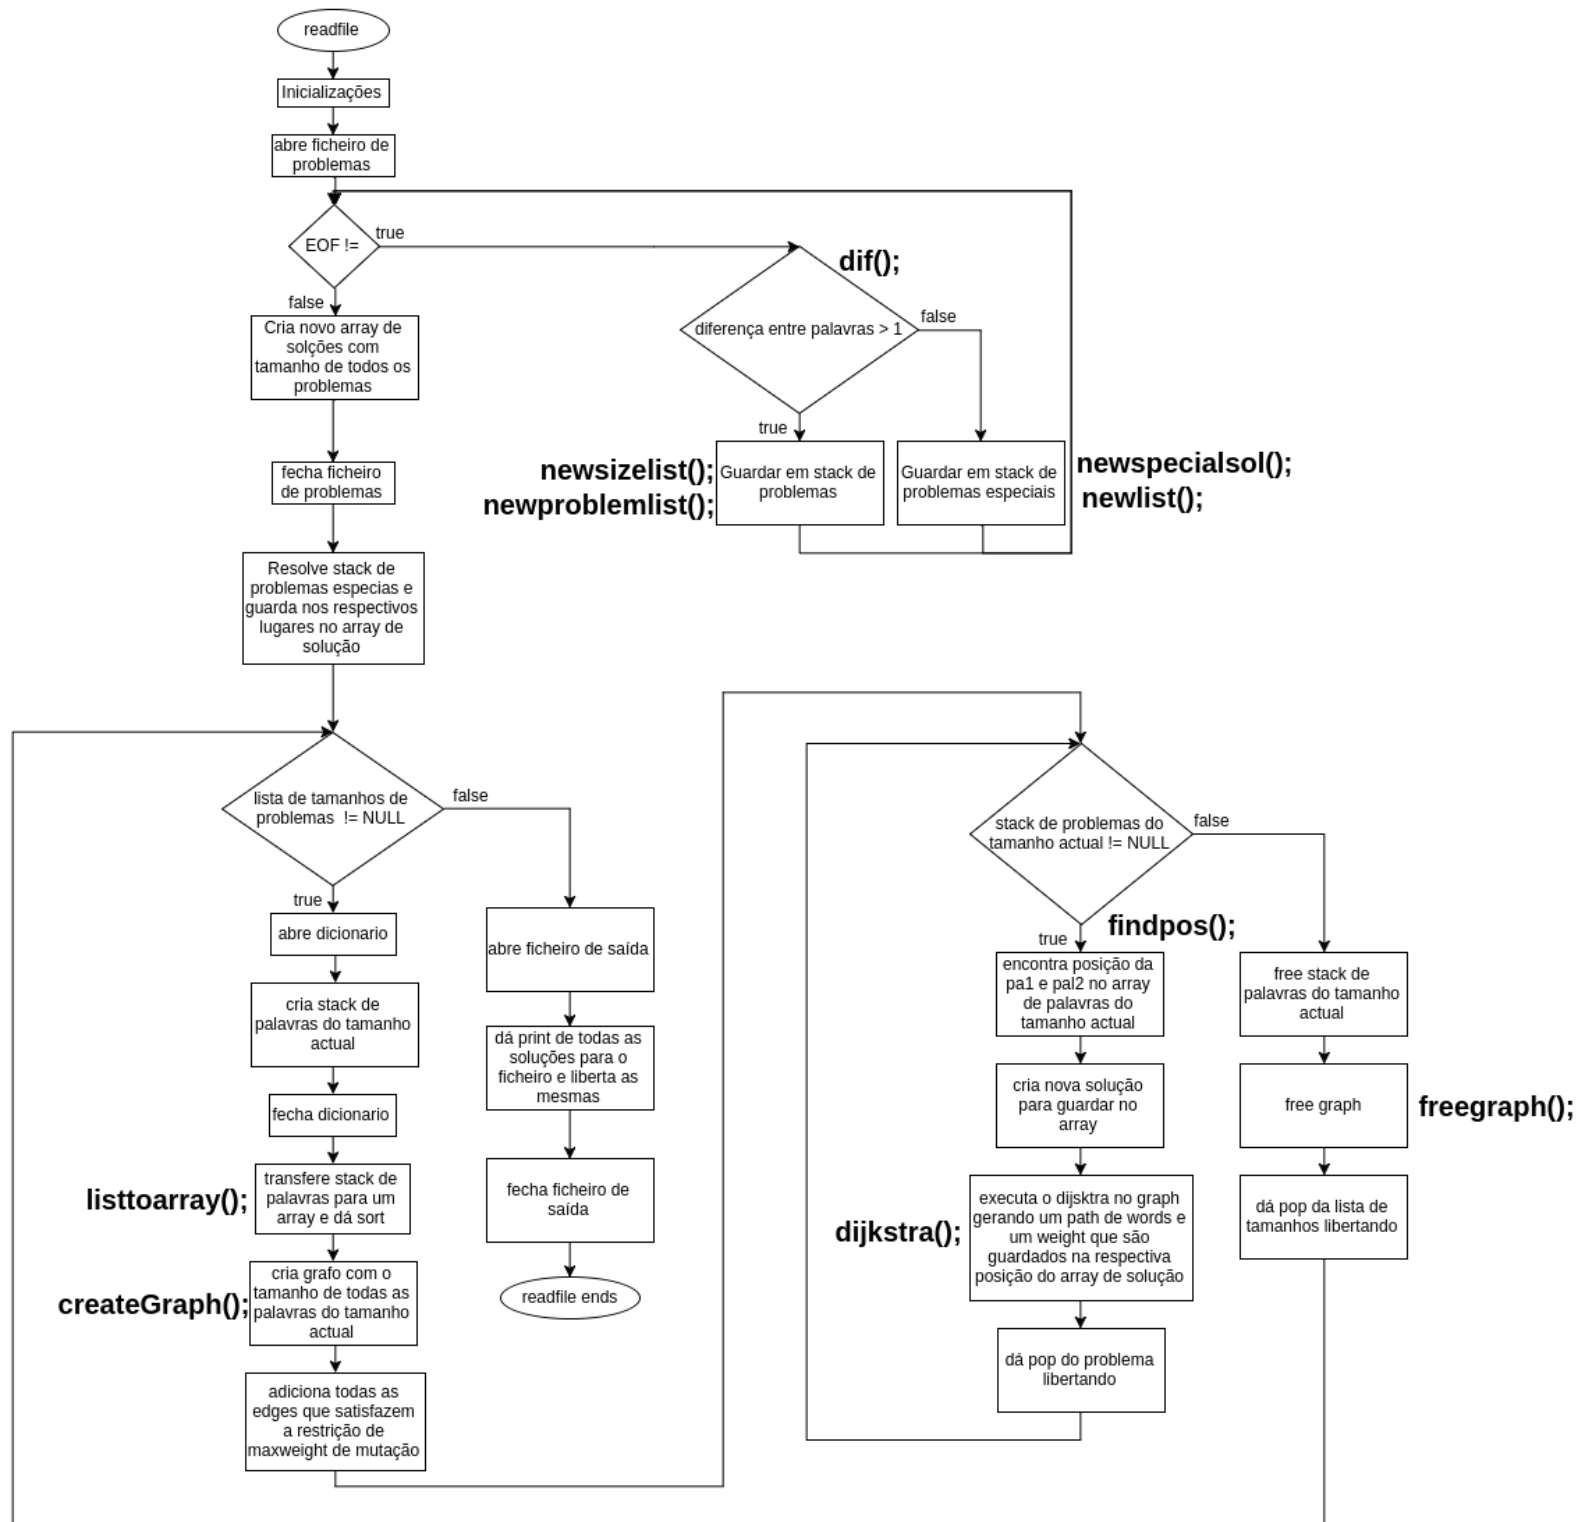 readfile
Inicializações
abre ficheiro de
problemas
EOF !=
true
false
dif();
diferença entre palavras > 1
false
true
Cria novo array de
solções com
tamanho de todos os
problemas
fecha ficheiro
de problemas
newsizelist();
newproblemlist();
Guardar em stack de
problemas
Guardar em stack de
problemas especiais
newspecialsol();
newlist();
Resolve stack de
problemas especias e
guarda nos respectivos
lugares no array de
solução
lista de tamanhos de
problemas != NULL
false
true
abre dicionario
cria stack de
palavras do tamanho
actual
fecha dicionario
listtoarray();
transfere stack de
palavras para um
array e dá sort
createGraph();
cria grafo com o
tamanho de todas as
palavras do tamanho
actual
adiciona todas as
edges que satisfazem
a restrição de
maxweight de mutação
abre ficheiro de saída
dá print de todas as
soluções para o
ficheiro e liberta as
mesmas
fecha ficheiro de
saída
readfile ends
stack de problemas do
tamanho actual != NULL
false
true
findpos();
encontra posição da
pa1 e pal2 no array
de palavras do
tamanho actual
cria nova solução
para guardar no
array
dijkstra();
executa o dijsktra no graph
gerando um path de words e
um weight que são
guardados na respectiva
posição do array de solução
dá pop do problema
libertando
free stack de
palavras do tamanho
actual
free graph
freegraph();
dá pop da lista de
tamanhos libertando